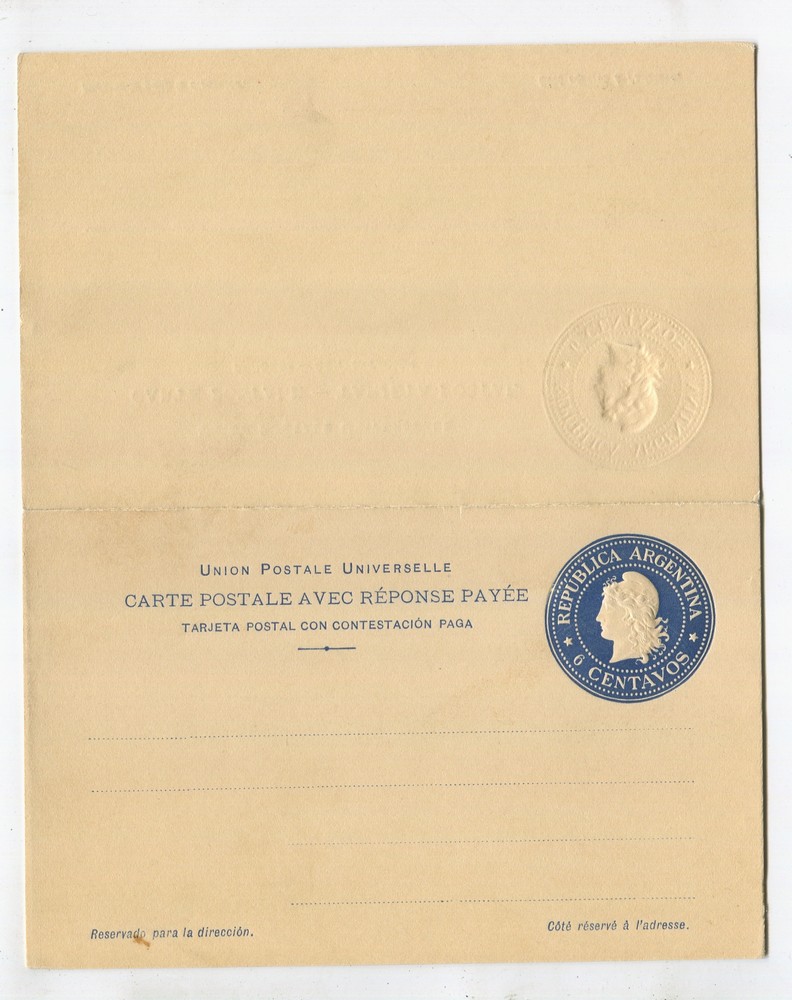 UNION POSTALE UNIVERSELLE
CARTE POSTALE AVEC RÉPONSE PAYÉE
TARJETA POSTAL CON CONTESTACIÓN PAGA
REPUBLICA ARGENTINA
★ 6 CENTAVOS ★
Reservado para la dirección.
Côté réservé à l'adresse.